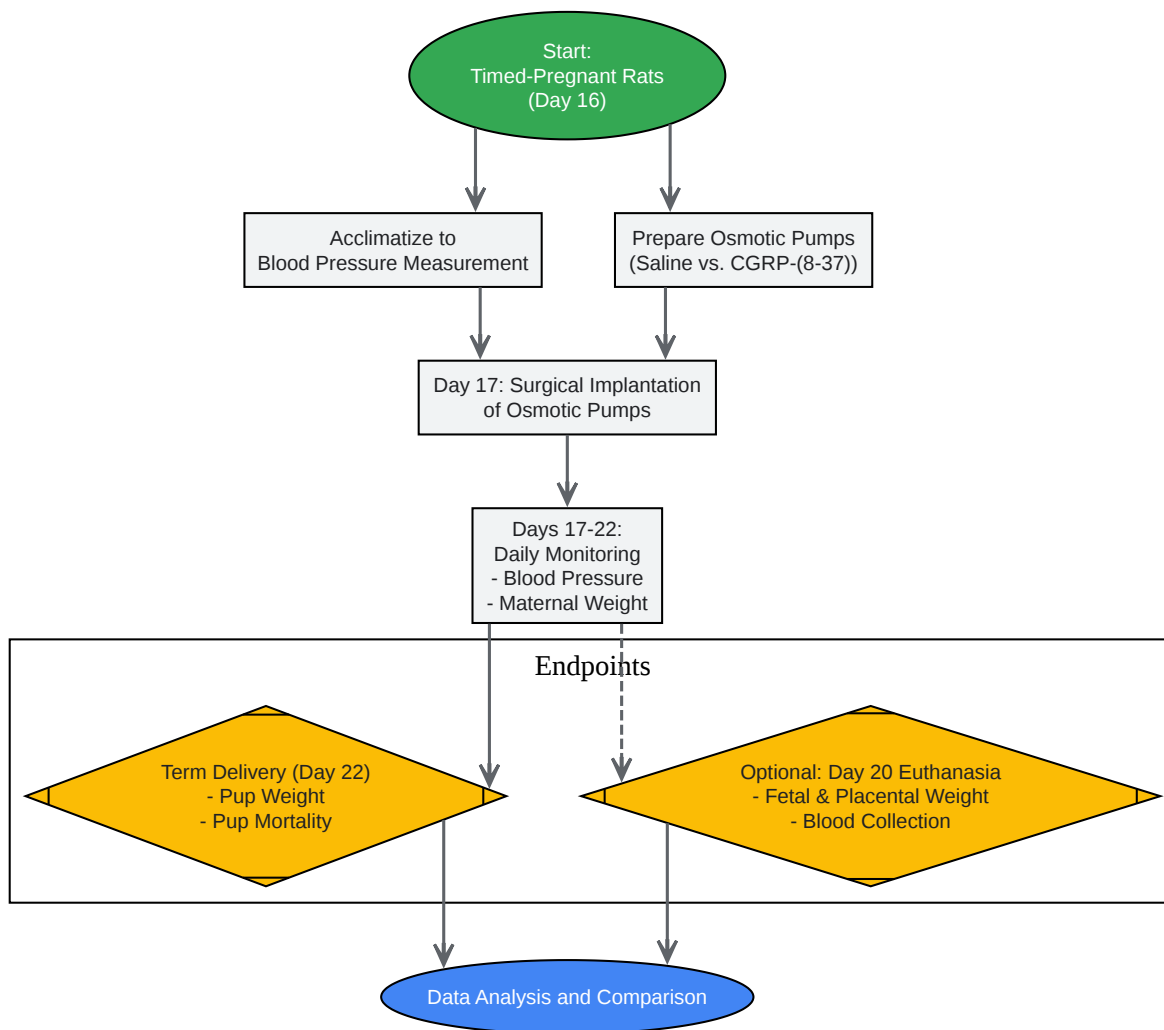 Start:
Timed-Pregnant Rats
(Day 16)
Acclimatize to
Blood Pressure Measurement
Prepare Osmotic Pumps
(Saline vs. CGRP-(8-37))
Day 17: Surgical Implantation
of Osmotic Pumps
Days 17-22:
Daily Monitoring
- Blood Pressure
- Maternal Weight
Endpoints
Term Delivery (Day 22)
- Pup Weight
- Pup Mortality
Optional: Day 20 Euthanasia
- Fetal & Placental Weight
- Blood Collection
Data Analysis and Comparison